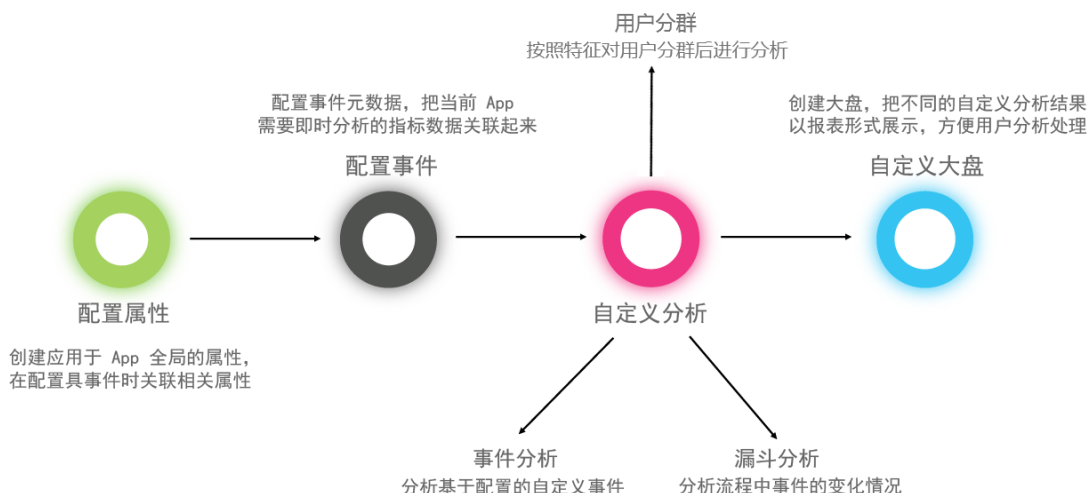 用户分群
按照特征对用户分群后进行分析
配置事件元数据，把当前 App
需要即时分析的指标数据关联起来
配置事件
创建大盘，把不同的自定义分析结果
以报表形式展示，方便用户分析处理
自定义大盘
配置属性
创建应用于 App 全局的属性，
在配置具事件时关联相关属性
自定义分析
事件分析
分析基于配置的自定义事件
漏斗分析
分析流程中事件的变化情况